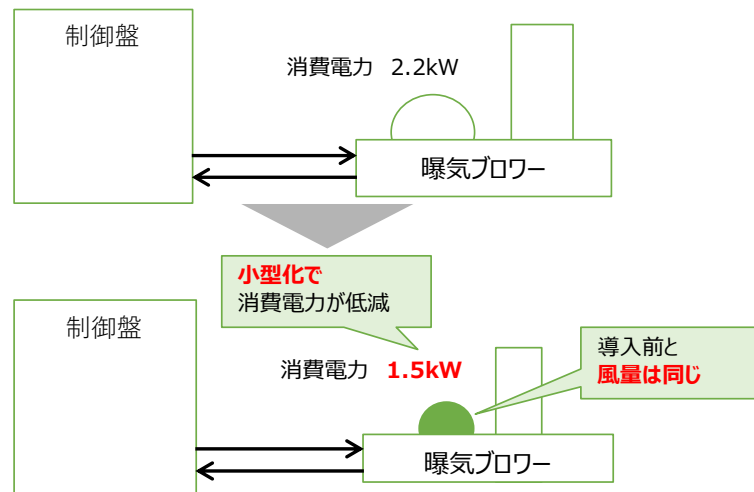 制御盤
消費電力 2.2kW
曝気ブロワー
小型化で
消費電力が低減
制御盤
消費電力 1.5kW
導入前と
風量は同じ
曝気ブロワー